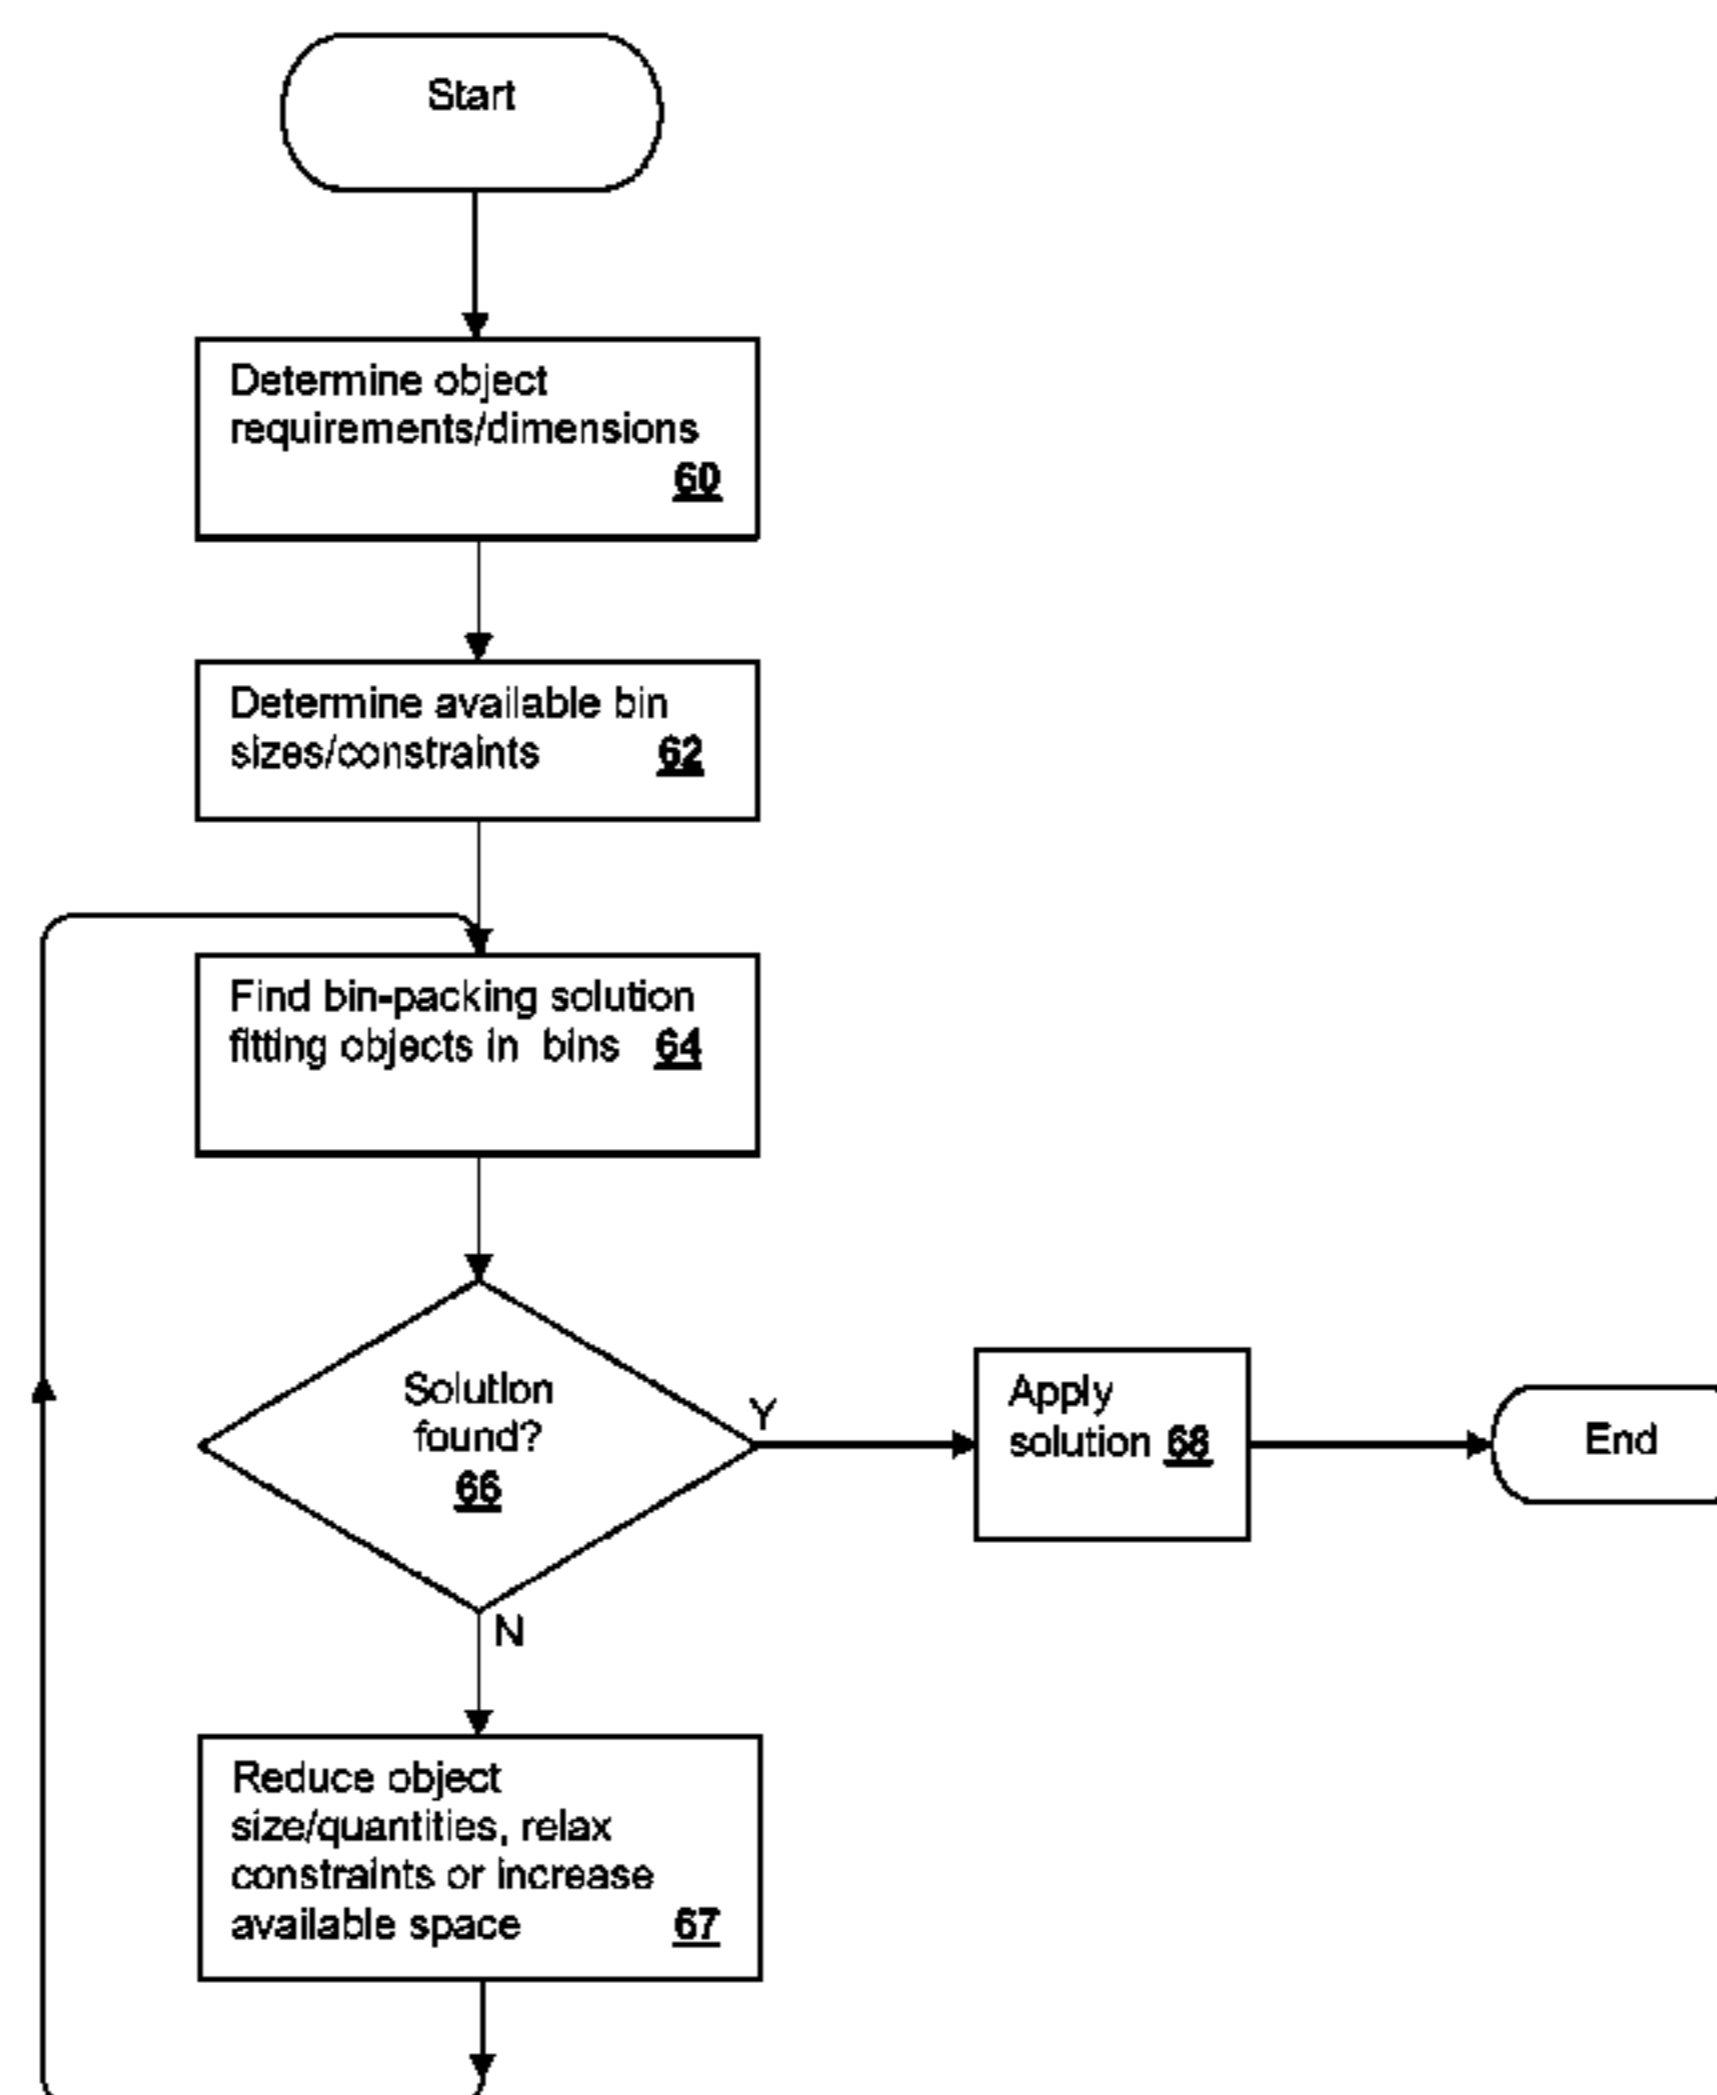 Start
Determine object
requirements/dimensions
60
Determine available bin
sizes/constraints 62
Find bin-packing solution
fitting objects in bins 64
Solution
found?
66
Y
Apply
solution 68
End
N
Reduce object
size/quantities, relax
constraints or increase
available space 67